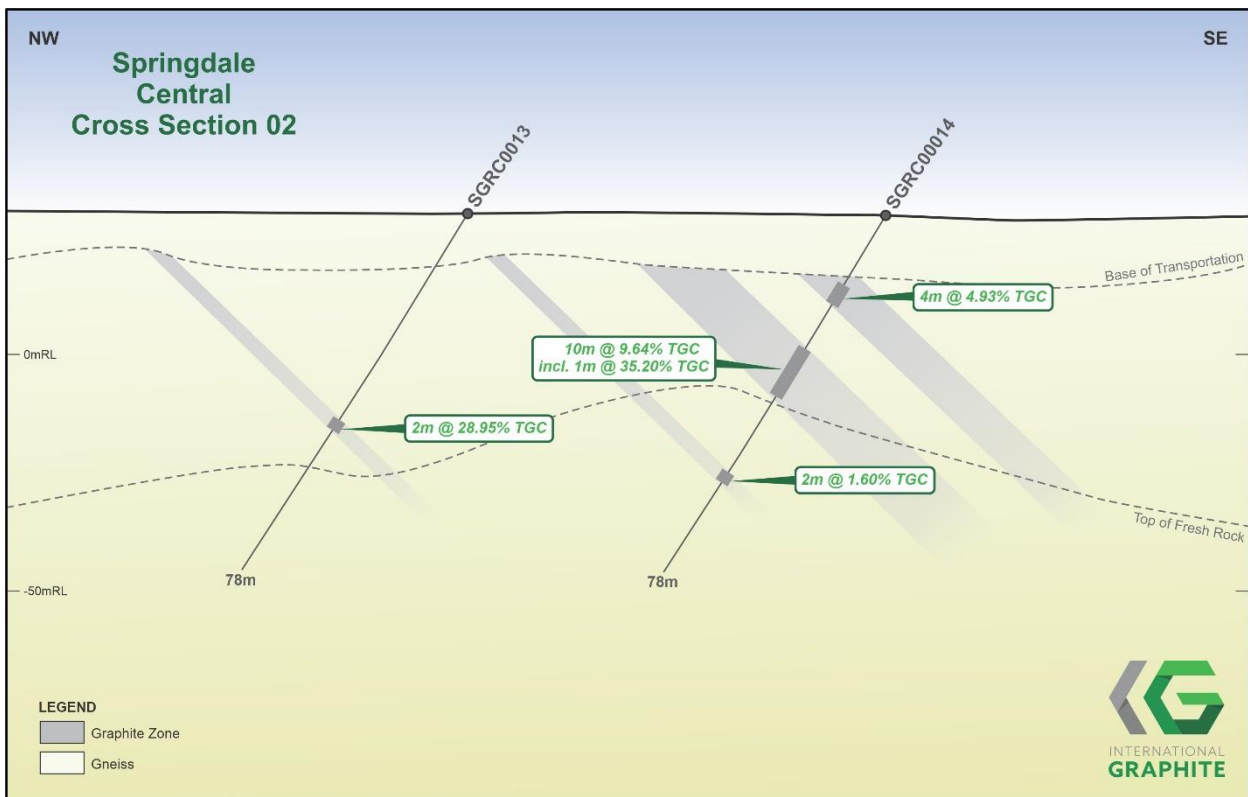 NW
SE
Springdale
Central
Cross Section 02
SGRC0013
SGRC00014
Base of Transportation
4m @ 4.93% TGC
0mRL
10m @ 9.64% TGC
incl. 1m @ 35.20% TGC
2m @ 28.95% TGC
2m @ 1.60% TGC
Top of Fresh Rock
78m
78m
-50mRL
LEGEND
Graphite Zone
Gneiss
INTERNATIONAL
GRAPHITE